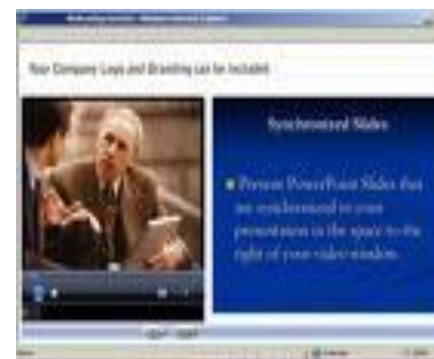 Your Company Logo and Branding can be Included
Synchronized Slides
Present PowerPoint Slides that
are synchronized to your
presentation in the space to the
right of your video window.